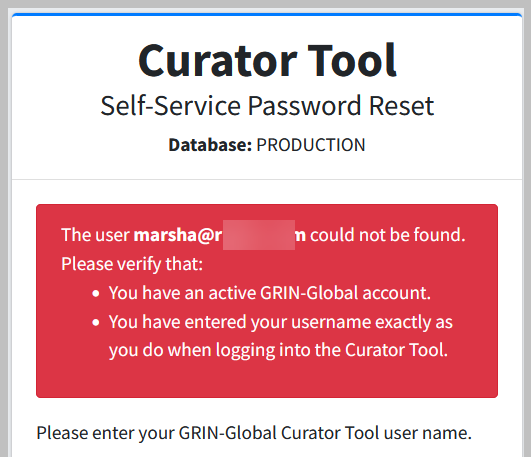 Curator Tool
Self-Service Password Reset
Database: PRODUCTION
The user marsha@r m could not be found.
Please verify that:
• You have an active GRIN-Global account.
• You have entered your username exactly as
you do when logging into the Curator Tool.
Please enter your GRIN-Global Curator Tool user name.